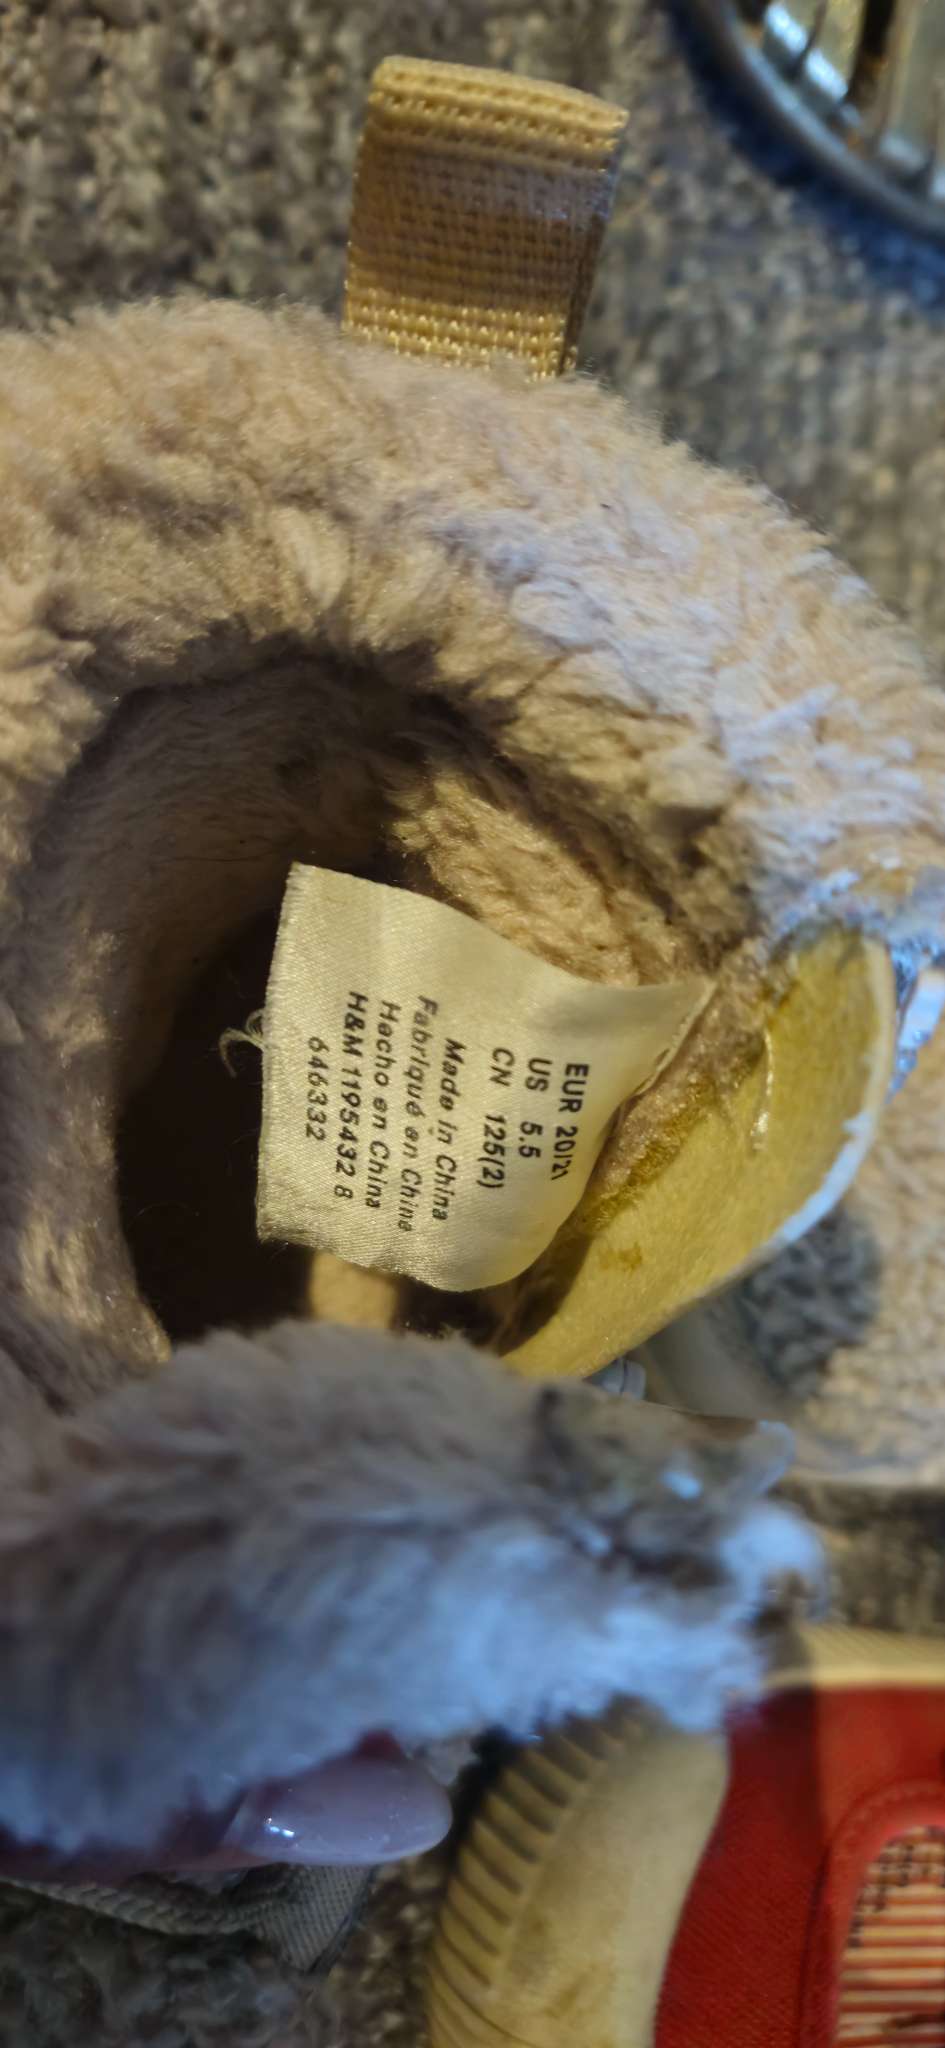 EUR 20/21
US 5.5
CN 125(2)
Made in China
Fabriqué en China
Hecho en China
H&M 1195432 8
646332